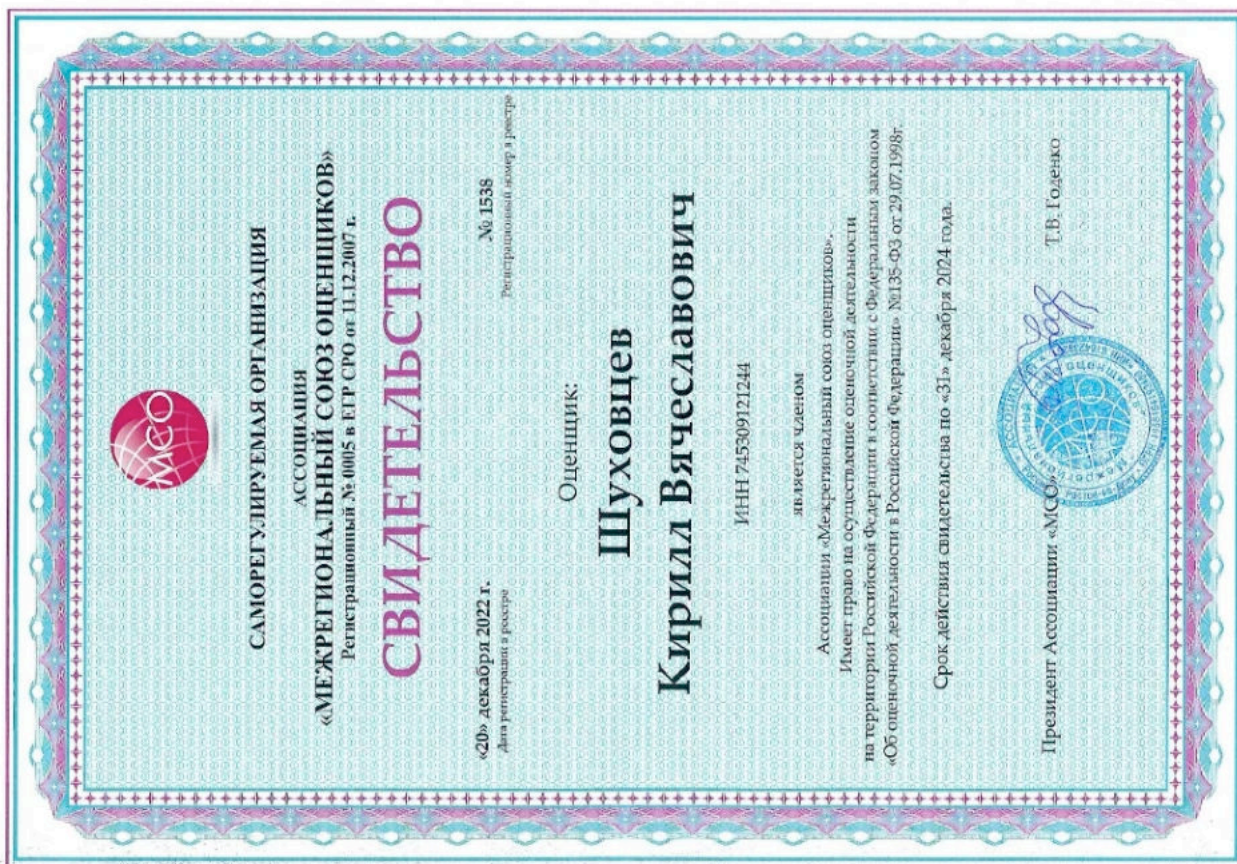 МСО
САМОРЕГУЛИРУЕМАЯ ОРГАНИЗАЦИЯ
АССОЦИАЦИЯ
«МЕЖРЕГИОНАЛЬНЫЙ СОЮЗ ОЦЕНЩИКОВ»
Регистрационный № 0005 в ЕГР СРО от 11.12.2007 г.
СВИДЕТЕЛЬСТВО
«20» декабря 2022 г. № 1538
Дата регистрации в реестре Регистрационный номер в реестре
Оценщик:
Шуховцев
Кирилл Вячеславович
ИНН 745309121244
является членом
Ассоциации «Межрегиональный союз оценщиков».
Имеет право на осуществление оценочной деятельности
на территории Российской Федерации в соответствии с Федеральным законом
«Об оценочной деятельности в Российской Федерации» №135-ФЗ от 29.07.1998г.
Срок действия свидетельства по «31» декабря 2024 года.
Президент Ассоциации «МСО» Т.В. Годенко